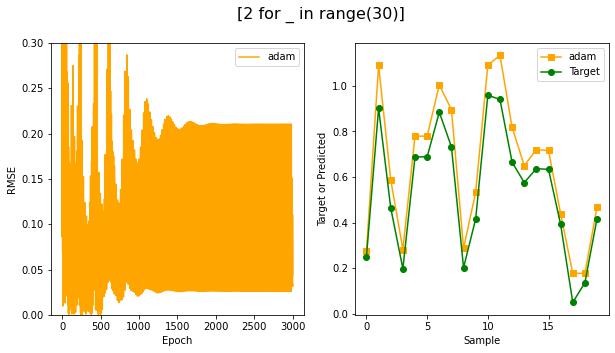 [2 for _ in range(30)]
adam
RMSE
0.30
0.25
0.20
0.15
0.10
0.05
0.00
0 500 1000 1500 2000 2500 3000
Epoch
adam
Target
Target or Predicted
1.0
0.8
0.6
0.4
0.2
0.0
0 5 10 15
Sample